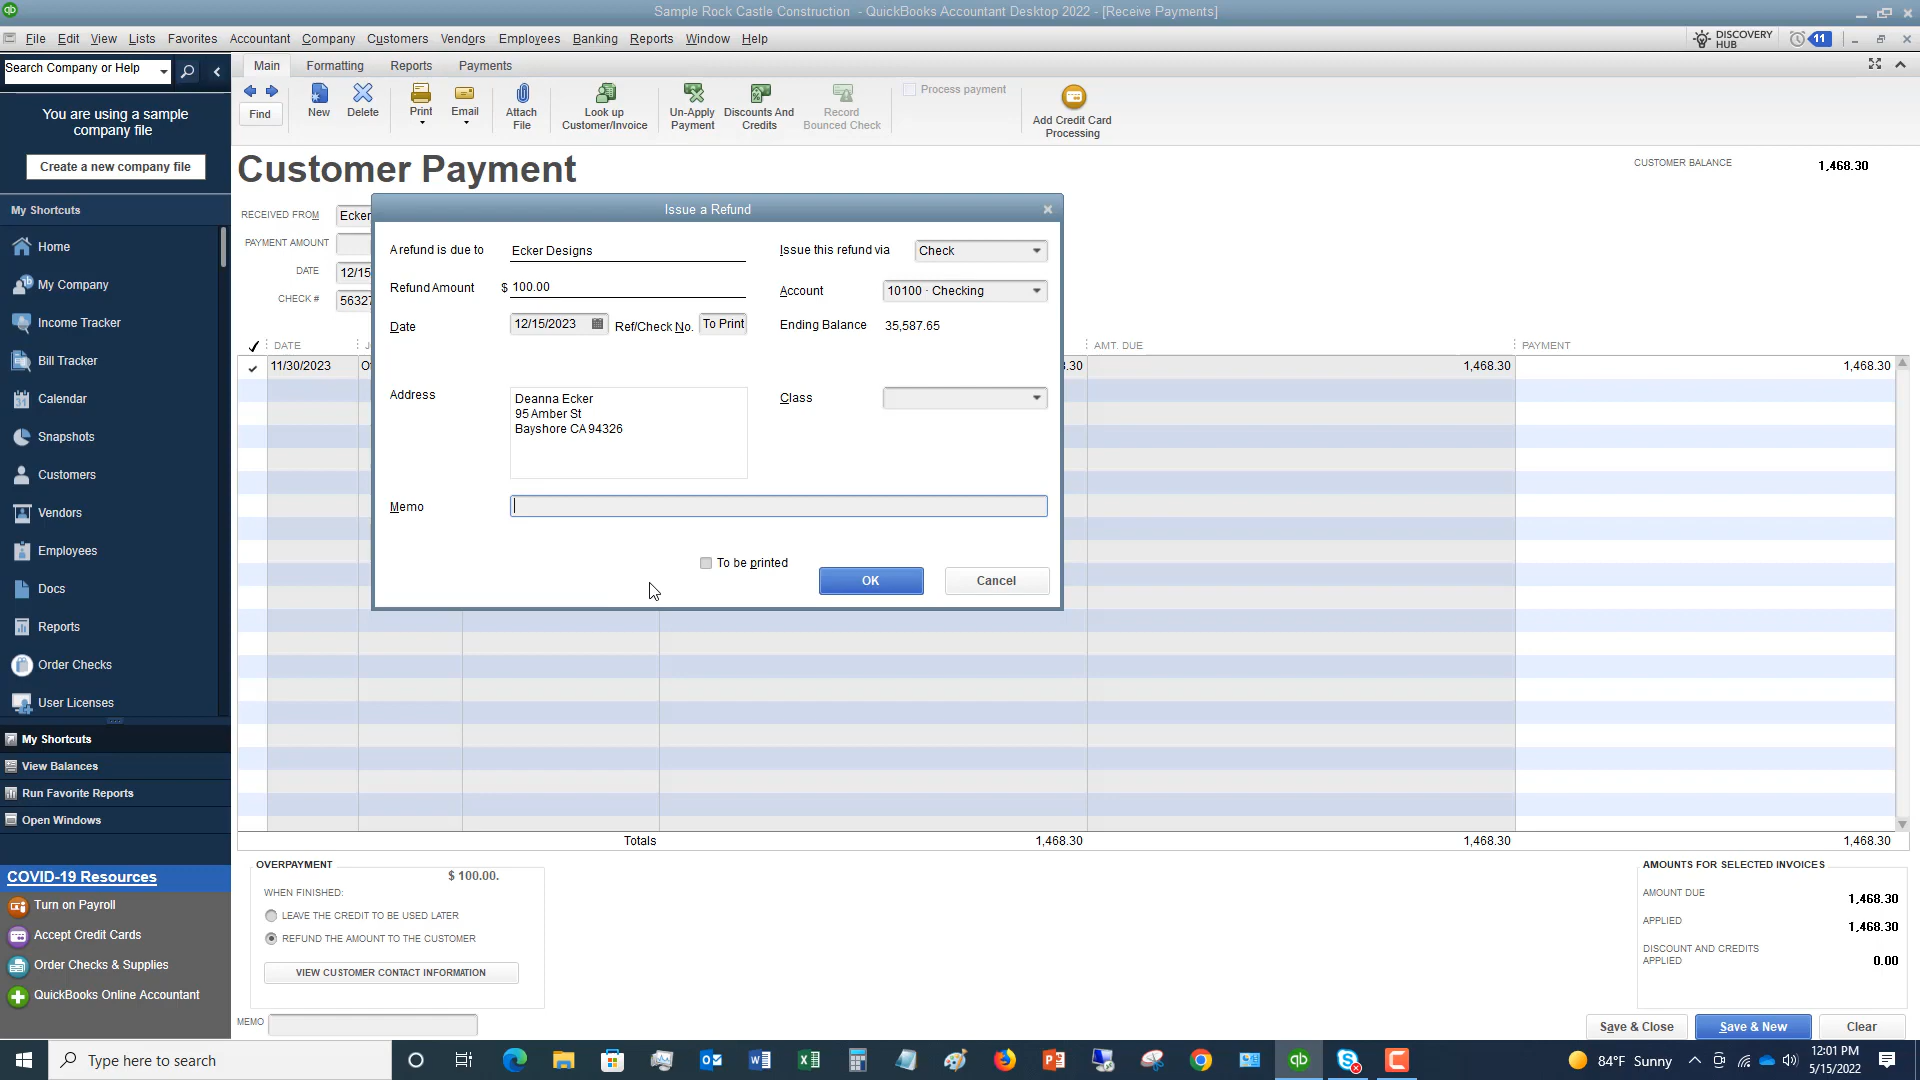 Sample Rock Castle Construction - QuickBooks Accountant Desktop 2022 - [Receive Payments]
File Edit View Lists Favorites Accountant Company Customers Vendors Employees Banking Reports Window Help
DISCOVERY HUB
11
Search Company or Help
You are using a sample
company file
Create a new company file
My Shortcuts
Home
My Company
Income Tracker
Bill Tracker
Calendar
Snapshots
Customers
Vendors
Employees
Docs
Reports
Order Checks
User Licenses
My Shortcuts
View Balances
Run Favorite Reports
Open Windows
COVID-19 Resources
Turn on Payroll
Accept Credit Cards
Order Checks & Supplies
QuickBooks Online Accountant
Main Formatting Reports Payments
Find
New
Delete
Print
Email
Attach
File
Look up
Customer/Invoice
Un-Apply
Payment
Discounts And
Credits
Record
Bounced Check
Process payment
Add Credit Card
Processing
Customer Payment
CUSTOMER BALANCE 1,468.30
RECEIVED FROM Ecker
PAYMENT AMOUNT
DATE 12/15
CHECK # 5632
Issue a Refund
A refund is due to Ecker Designs
Issue this refund via Check
Refund Amount $ 100.00
Account 10100 · Checking
Date 12/15/2023 Ref/Check No. To Print
Ending Balance 35,587.65
Address
Deanna Ecker
95 Amber St
Bayshore CA 94326
Class
Memo
To be printed
OK
Cancel
DATE AMT. DUE PAYMENT
11/30/2023 1,468.30 1,468.30
Totals 1,468.30 1,468.30 1,468.30
OVERPAYMENT
$ 100.00.
WHEN FINISHED:
LEAVE THE CREDIT TO BE USED LATER
REFUND THE AMOUNT TO THE CUSTOMER
VIEW CUSTOMER CONTACT INFORMATION
MEMO
AMOUNTS FOR SELECTED INVOICES
AMOUNT DUE 1,468.30
APPLIED 1,468.30
DISCOUNT AND CREDITS
APPLIED 0.00
Save & Close
Save & New
Clear
Type here to search
84°F Sunny
12:01 PM
5/15/2022